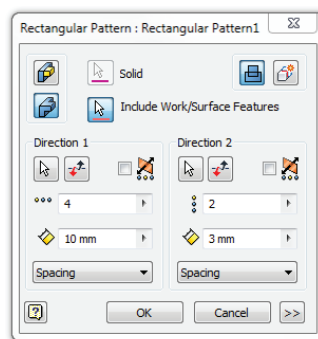 Rectangular Pattern : Rectangular Pattern1
Solid
Include Work/Surface Features
Direction 1
Direction 2
4
2
10 mm
3 mm
Spacing
Spacing
?
OK
Cancel
>>